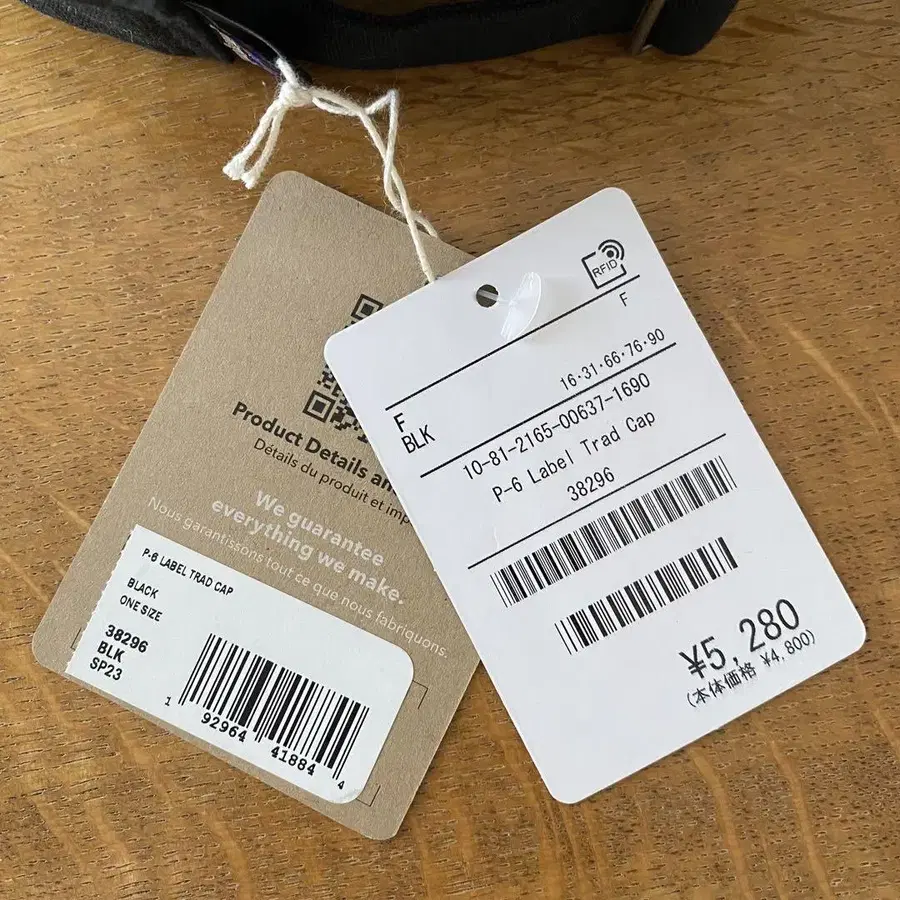 Product Details an
Détails du produit et imp
We guarantee
everything we make.
Nous garantissons tout ce que nous fabriquons.
P-6 LABEL TRAD CAP
BLACK
ONE SIZE
38296
BLK
SP23
1 92964 41884 4
RFID
F
16·31·66·76·90
F
BLK
10-81-2165-00637-1690
P-6 Label Trad Cap
38296
¥5,280
(本体価格 ¥4,800)